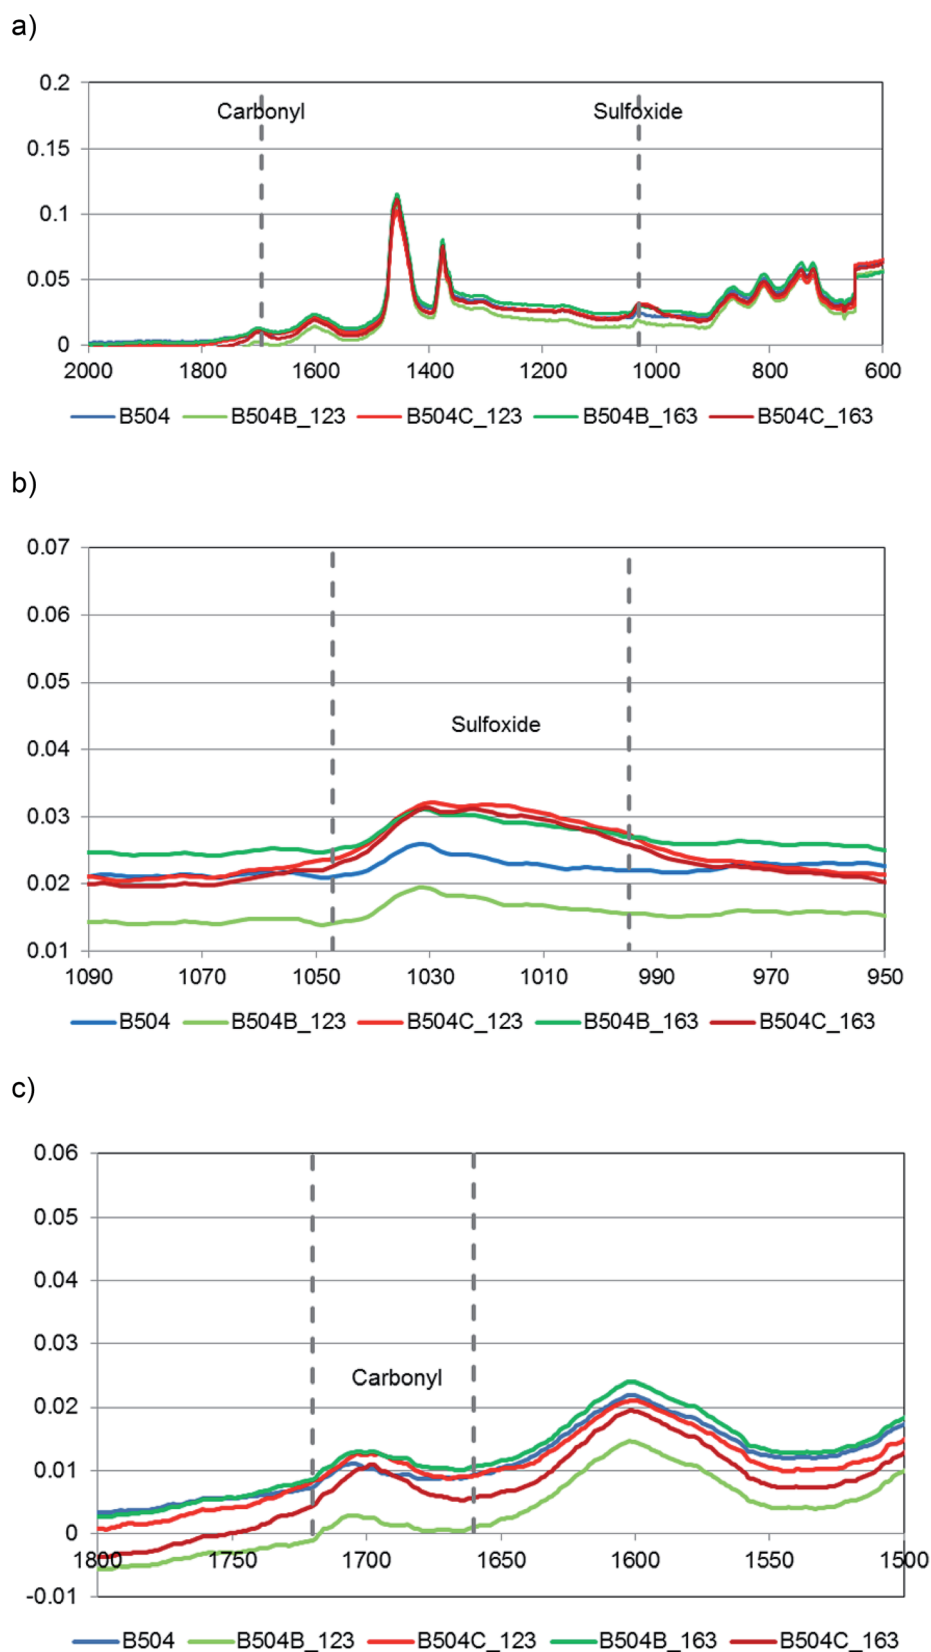 a)
0.2
Carbonyl Sulfoxide
0.15
0.1
0.05
0
2000 1800 1600 1400 1200 1000 800 600
B504 B504B_123 B504C_123 B504B_163 B504C_163
b)
0.07
0.06
0.05
Sulfoxide
0.04
0.03
0.02
0.01
1090 1070 1050 1030 1010 990 970 950
B504 B504B_123 B504C_123 B504B_163 B504C_163
c)
0.06
0.05
0.04
0.03
Carbonyl
0.02
0.01
0
1800 1750 1700 1650 1600 1550 1500
-0.01
B504 B504B_123 B504C_123 B504B_163 B504C_163